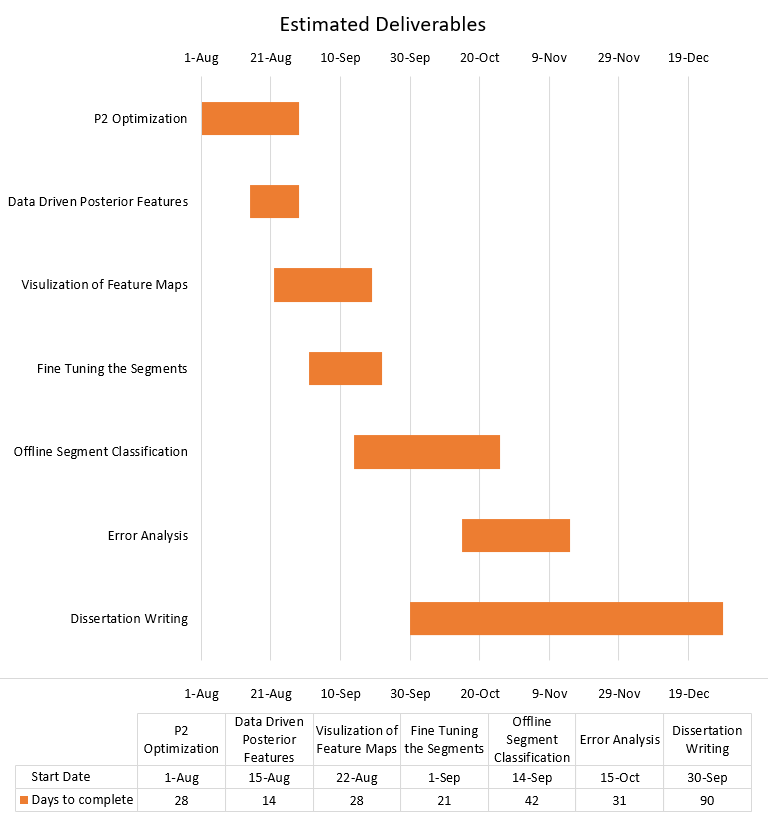 Estimated Deliverables
1-Aug 21-Aug 10-Sep 30-Sep 20-Oct 9-Nov 29-Nov 19-Dec
P2 Optimization
Data Driven Posterior Features
Visulization of Feature Maps
Fine Tuning the Segments
Offline Segment Classification
Error Analysis
Dissertation Writing
1-Aug 21-Aug 10-Sep 30-Sep 20-Oct 9-Nov 29-Nov 19-Dec
P2
Optimization
Data Driven
Posterior
Features
Visulization of
Feature Maps
Fine Tuning
the Segments
Offline
Segment
Classification
Error Analysis
Dissertation
Writing
Start Date 1-Aug 15-Aug 22-Aug 1-Sep 14-Sep 15-Oct 30-Sep
Days to complete 28 14 28 21 42 31 90